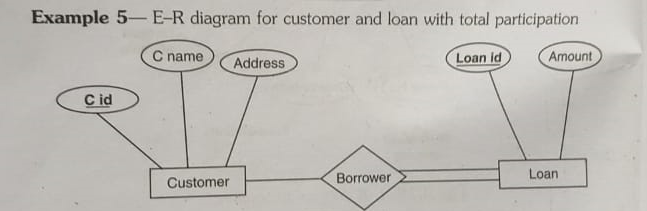 Example 5— E–R diagram for customer and loan with total participation
C name
Address
Loan id
Amount
C id
Customer
Borrower
Loan